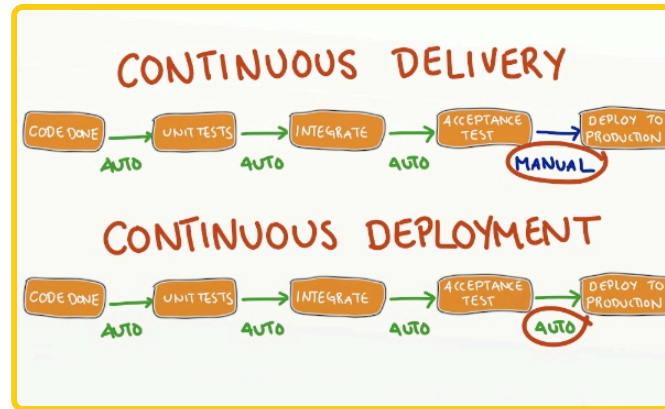 CONTINUOUS DELIVERY
CODE DONE
UNIT TESTS
INTEGRATE
ACCEPTANCE
TEST
DEPLOY TO
PRODUCTION
AUTO
AUTO
AUTO
MANUAL
CONTINUOUS DEPLOYMENT
CODE DONE
UNIT TESTS
INTEGRATE
ACCEPTANCE
TEST
DEPLOY TO
PRODUCTION
AUTO
AUTO
AUTO
AUTO